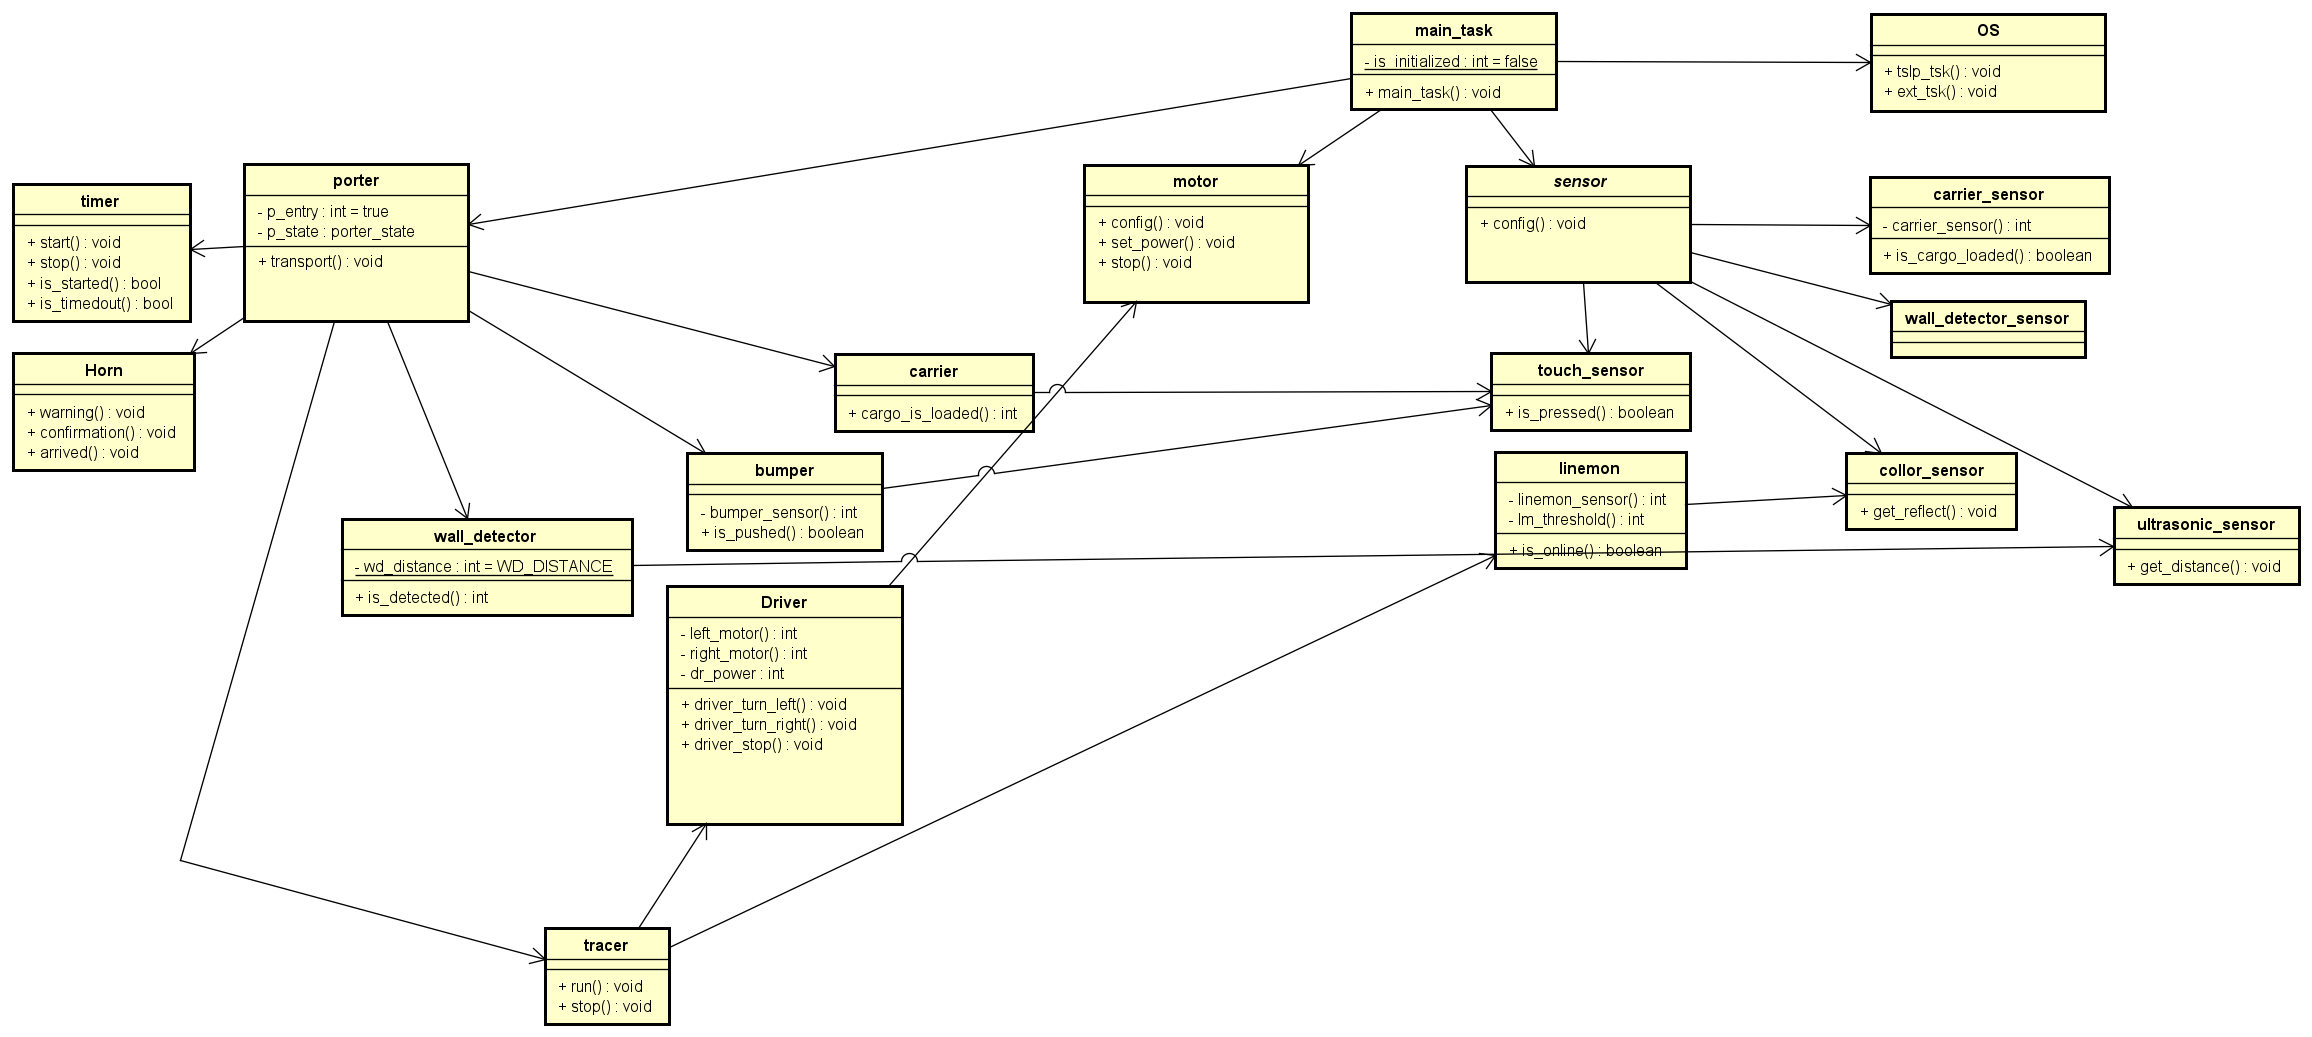 main_task
- is_initialized : int = false
+ main_task() : void
OS
+ tslp_tsk() : void
+ ext_tsk() : void
timer
+ start() : void
+ stop() : void
+ is_started() : bool
+ is_timedout() : bool
porter
- p_entry : int = true
- p_state : porter_state
+ transport() : void
motor
+ config() : void
+ set_power() : void
+ stop() : void
sensor
+ config() : void
carrier_sensor
- carrier_sensor() : int
+ is_cargo_loaded() : boolean
wall_detector_sensor
Horn
+ warning() : void
+ confirmation() : void
+ arrived() : void
carrier
+ cargo_is_loaded() : int
touch_sensor
+ is_pressed() : boolean
bumper
- bumper_sensor() : int
+ is_pushed() : boolean
linemon
- linemon_sensor() : int
- lm_threshold() : int
+ is_online() : boolean
collor_sensor
+ get_reflect() : void
ultrasonic_sensor
+ get_distance() : void
wall_detector
- wd_distance : int = WD_DISTANCE
+ is_detected() : int
Driver
- left_motor() : int
- right_motor() : int
- dr_power : int
+ driver_turn_left() : void
+ driver_turn_right() : void
+ driver_stop() : void
tracer
+ run() : void
+ stop() : void